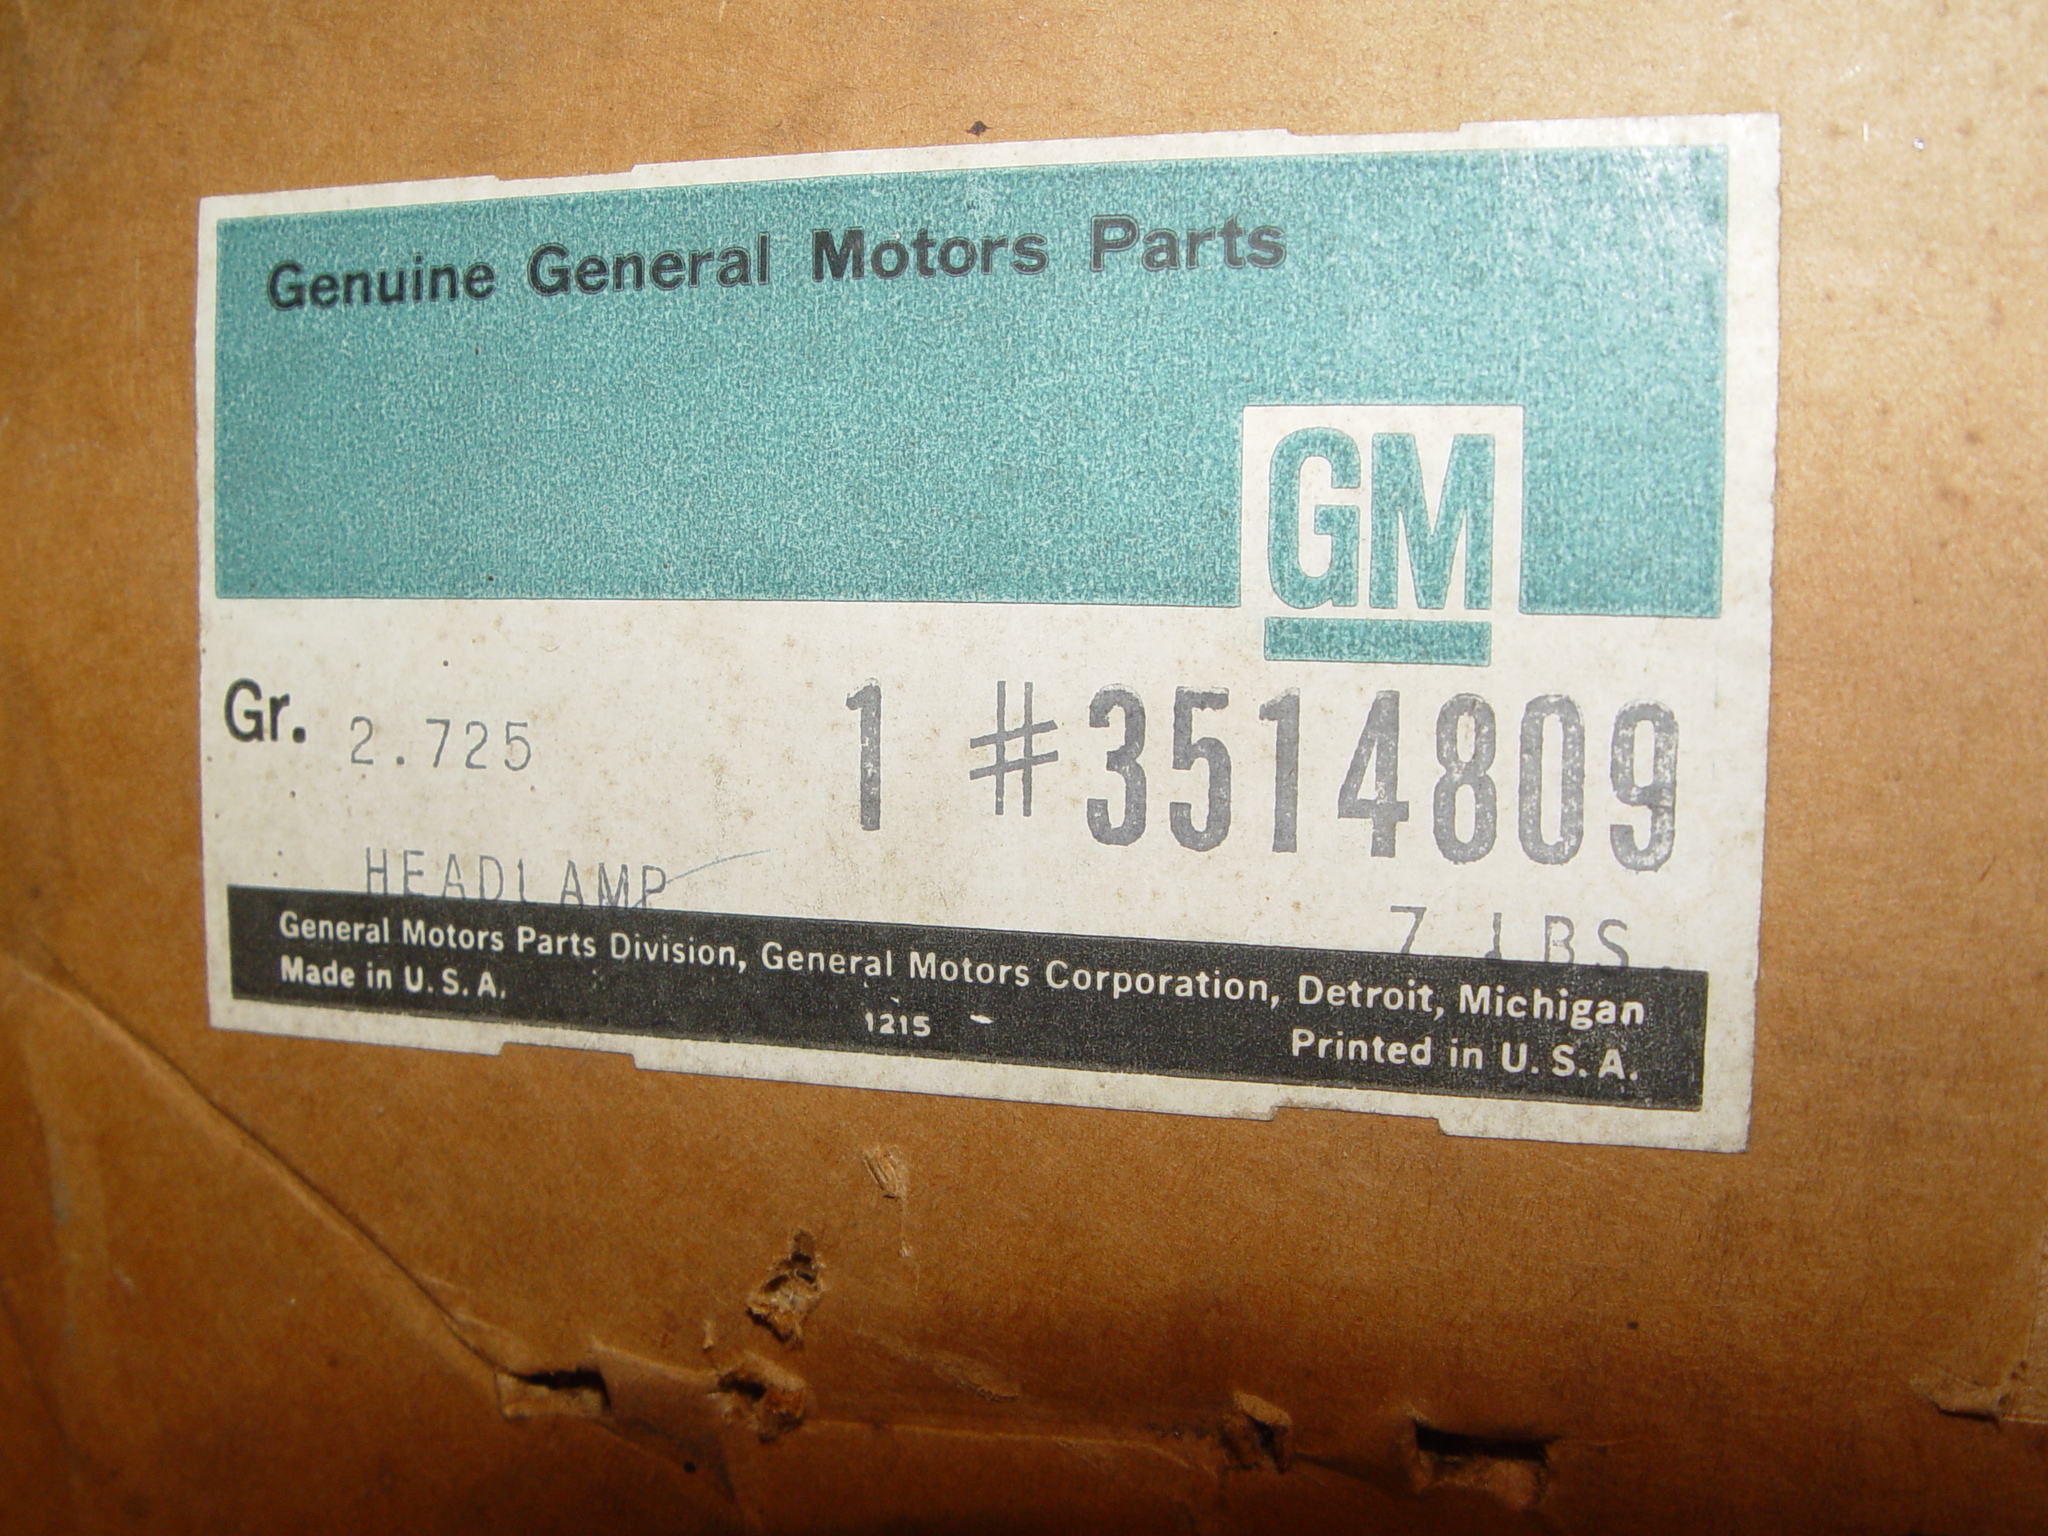 Genuine General Motors Parts
GM
Gr. 2.725 1 #3514809
HEADLAMP
7 LBS.
General Motors Parts Division, General Motors Corporation, Detroit, Michigan
Made in U. S. A.
1215
Printed in U. S. A.